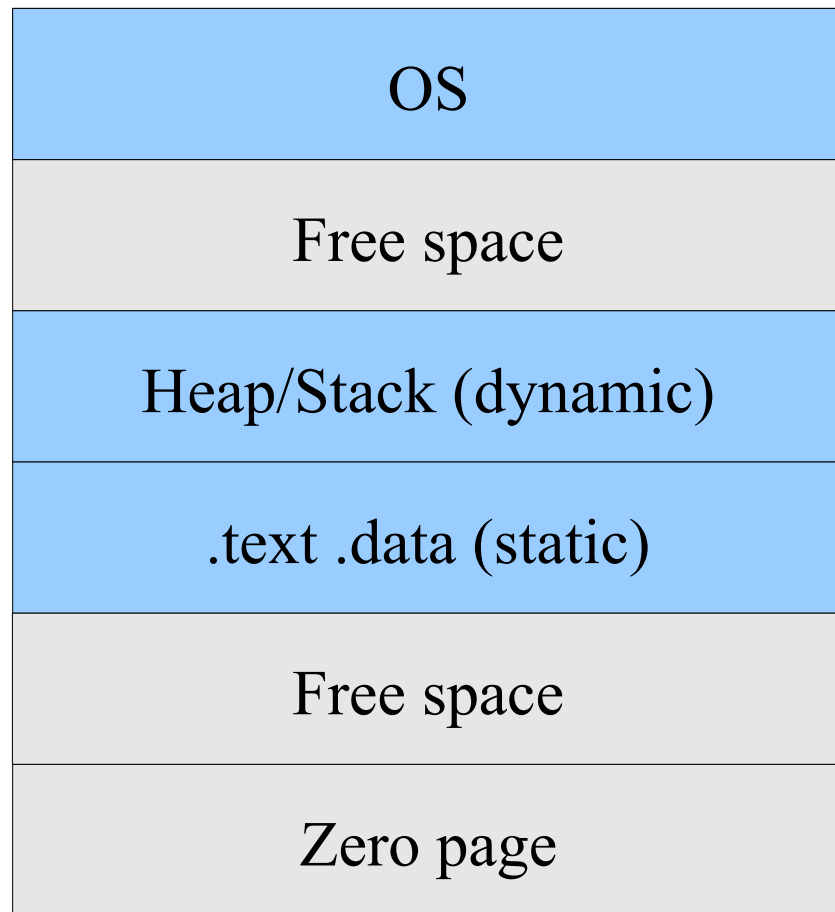 OS
Free space
Heap/Stack (dynamic)
.text .data (static)
Free space
Zero page